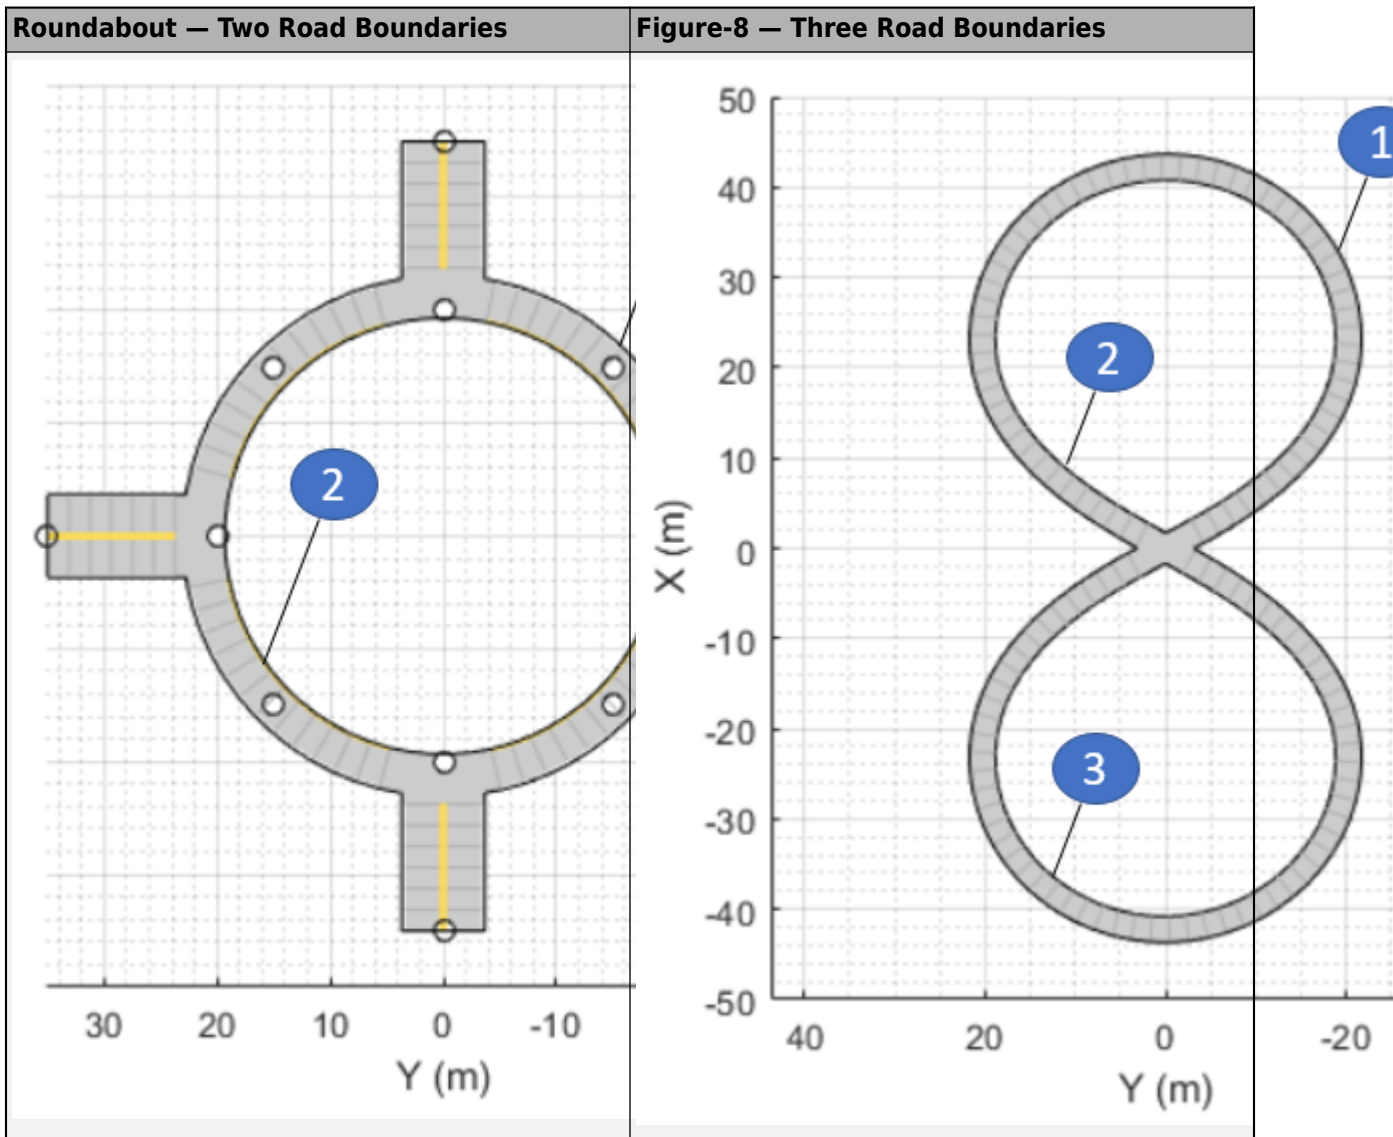 Roundabout — Two Road Boundaries
2
30 20 10 0 -10
Y (m)
Figure-8 — Three Road Boundaries
50
1
40
30
2
20
10
X (m)
0
-10
-20
3
-30
-40
-50
40 20 0 -20
Y (m)